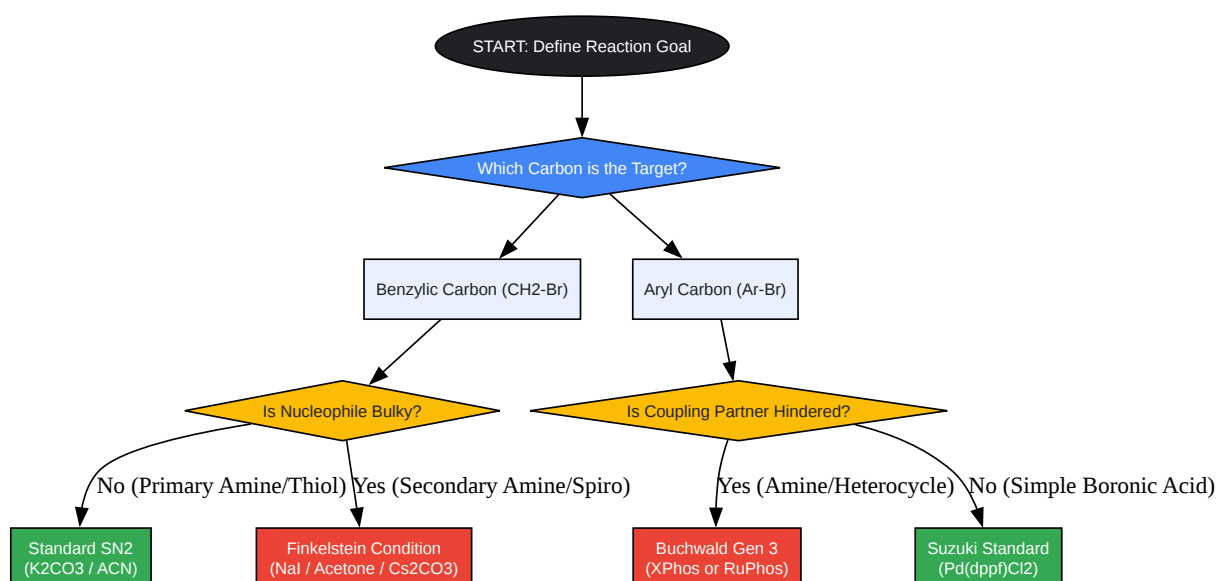 START: Define Reaction Goal
Which Carbon is the Target?
Benzylic Carbon (CH2-Br)
Aryl Carbon (Ar-Br)
Is Nucleophile Bulky?
Is Coupling Partner Hindered?
No (Primary Amine/Thiol)
Yes (Secondary Amine/Spiro)
Yes (Amine/Heterocycle)
No (Simple Boronic Acid)
Standard SN2
(K2CO3 / ACN)
Finkelstein Condition
(NaI / Acetone / Cs2CO3)
Buchwald Gen 3
(XPhos or RuPhos)
Suzuki Standard
(Pd(dppf)Cl2)